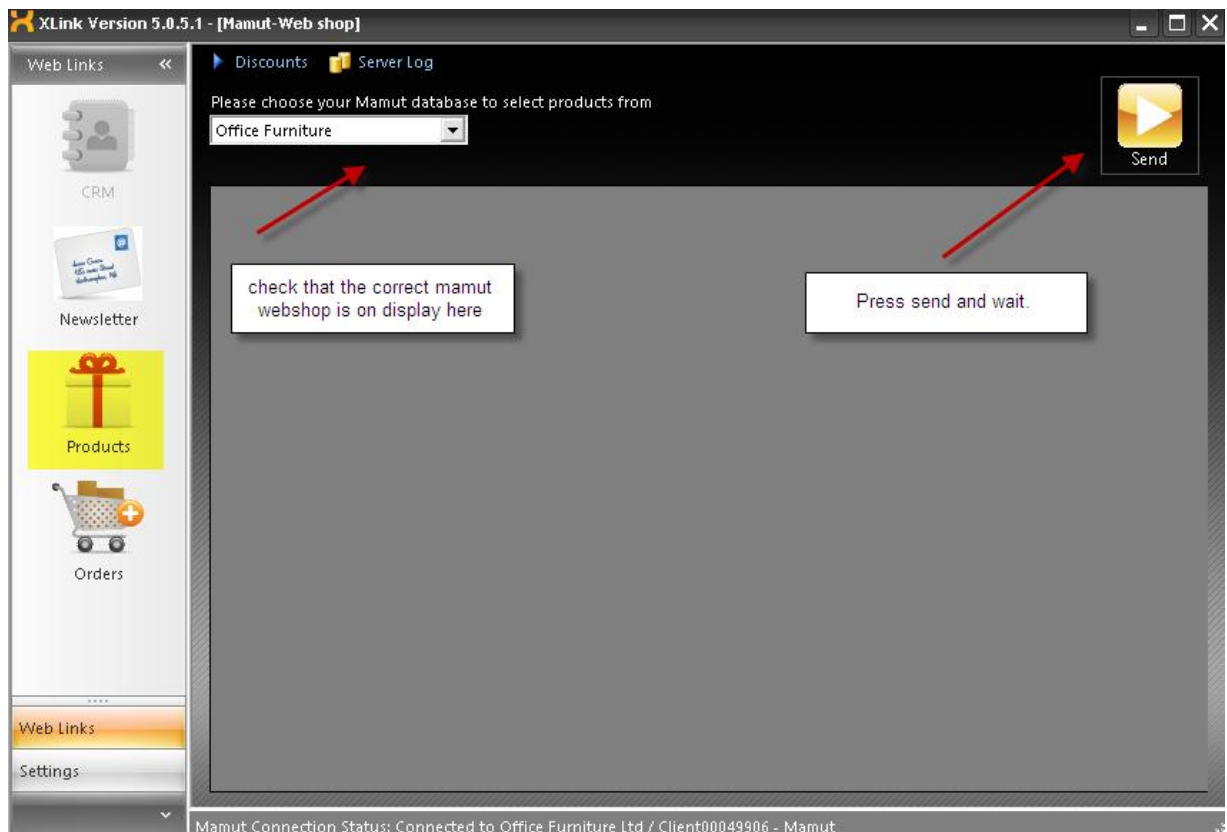 XLink Version 5.0.5.1 - [Mamut-Web shop]
Web Links «
Discounts Server Log
Please choose your Mamut database to select products from
Office Furniture
Send
CRM
Newsletter
Products
Orders
check that the correct mamut
webshop is on display here
Press send and wait.
Web Links
Settings
Mamut Connection Status: Connected to Office Furniture Ltd / Client00049906 - Mamut